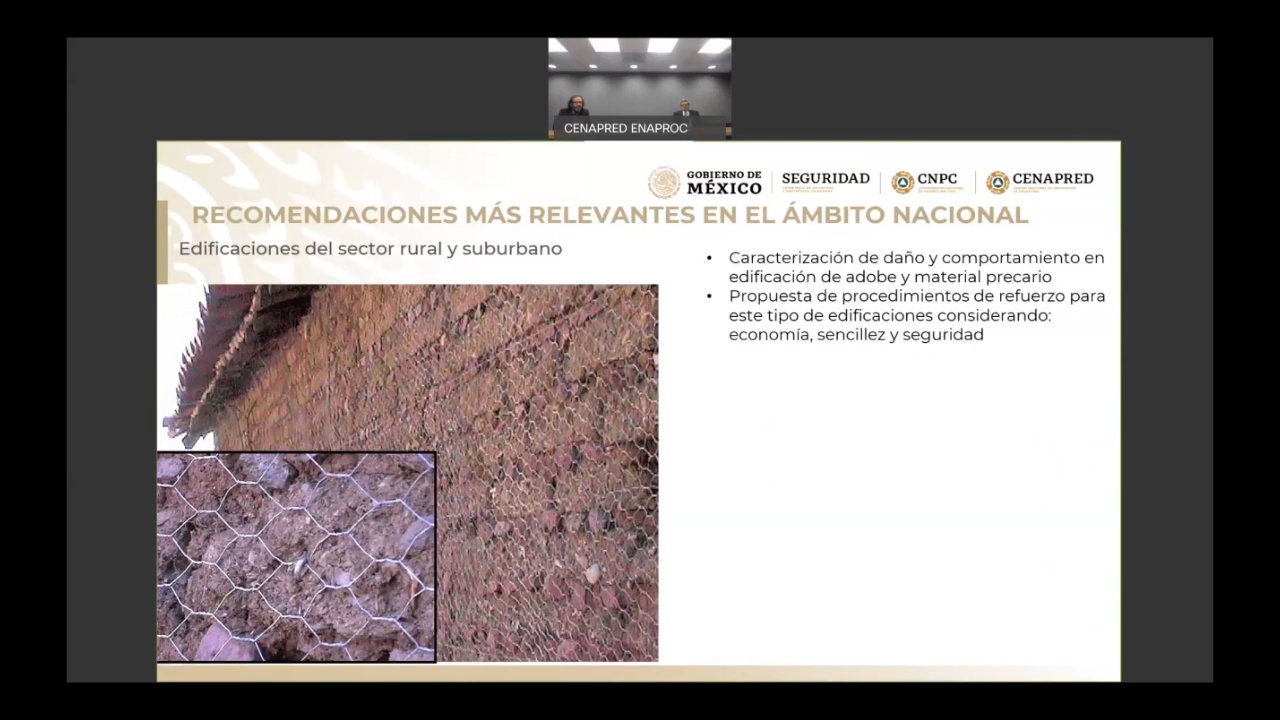 CENAPRED ENAPROC
GOBIERNO DE
MÉXICO
SEGURIDAD
CNPC
CENAPRED
RECOMENDACIONES MÁS RELEVANTES EN EL ÁMBITO NACIONAL
Edificaciones del sector rural y suburbano
• Caracterización de daño y comportamiento en
edificación de adobe y material precario
• Propuesta de procedimientos de refuerzo para
este tipo de edificaciones considerando:
economía, sencillez y seguridad